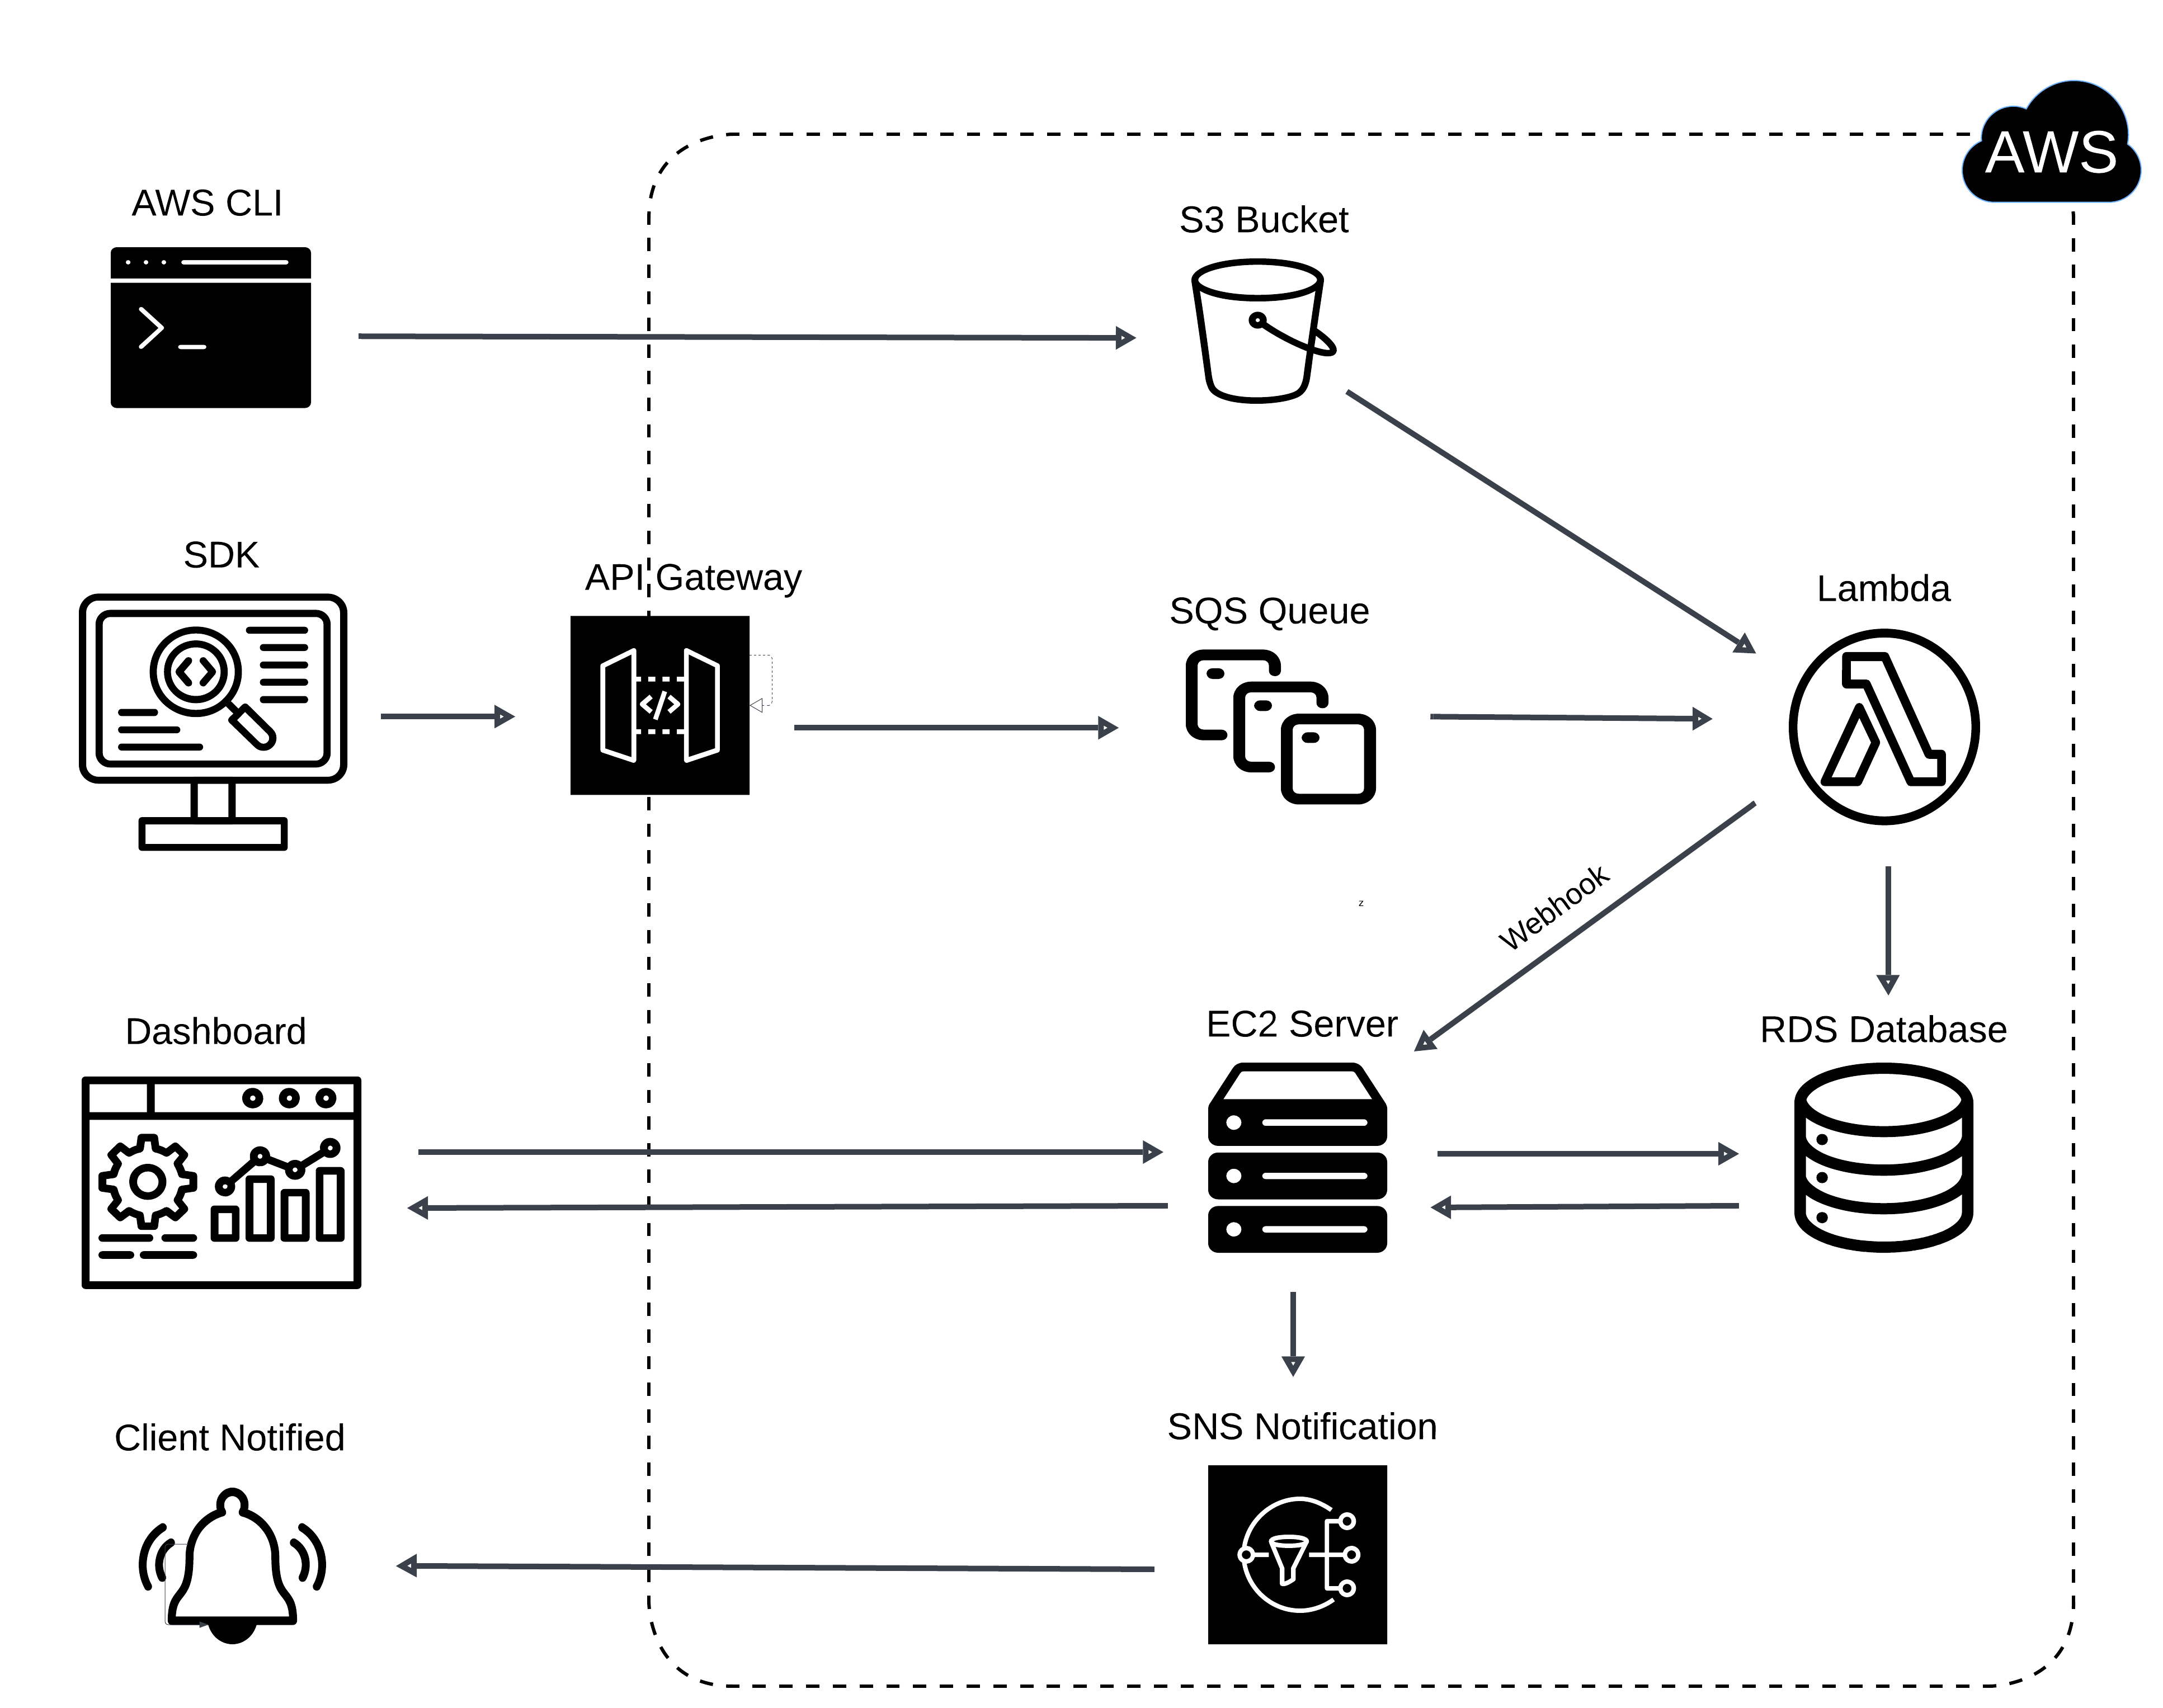 AWS
AWS CLI
S3 Bucket
SDK
API Gateway
SQS Queue
Lambda
z
Webhook
Dashboard
EC2 Server
RDS Database
Client Notified
SNS Notification